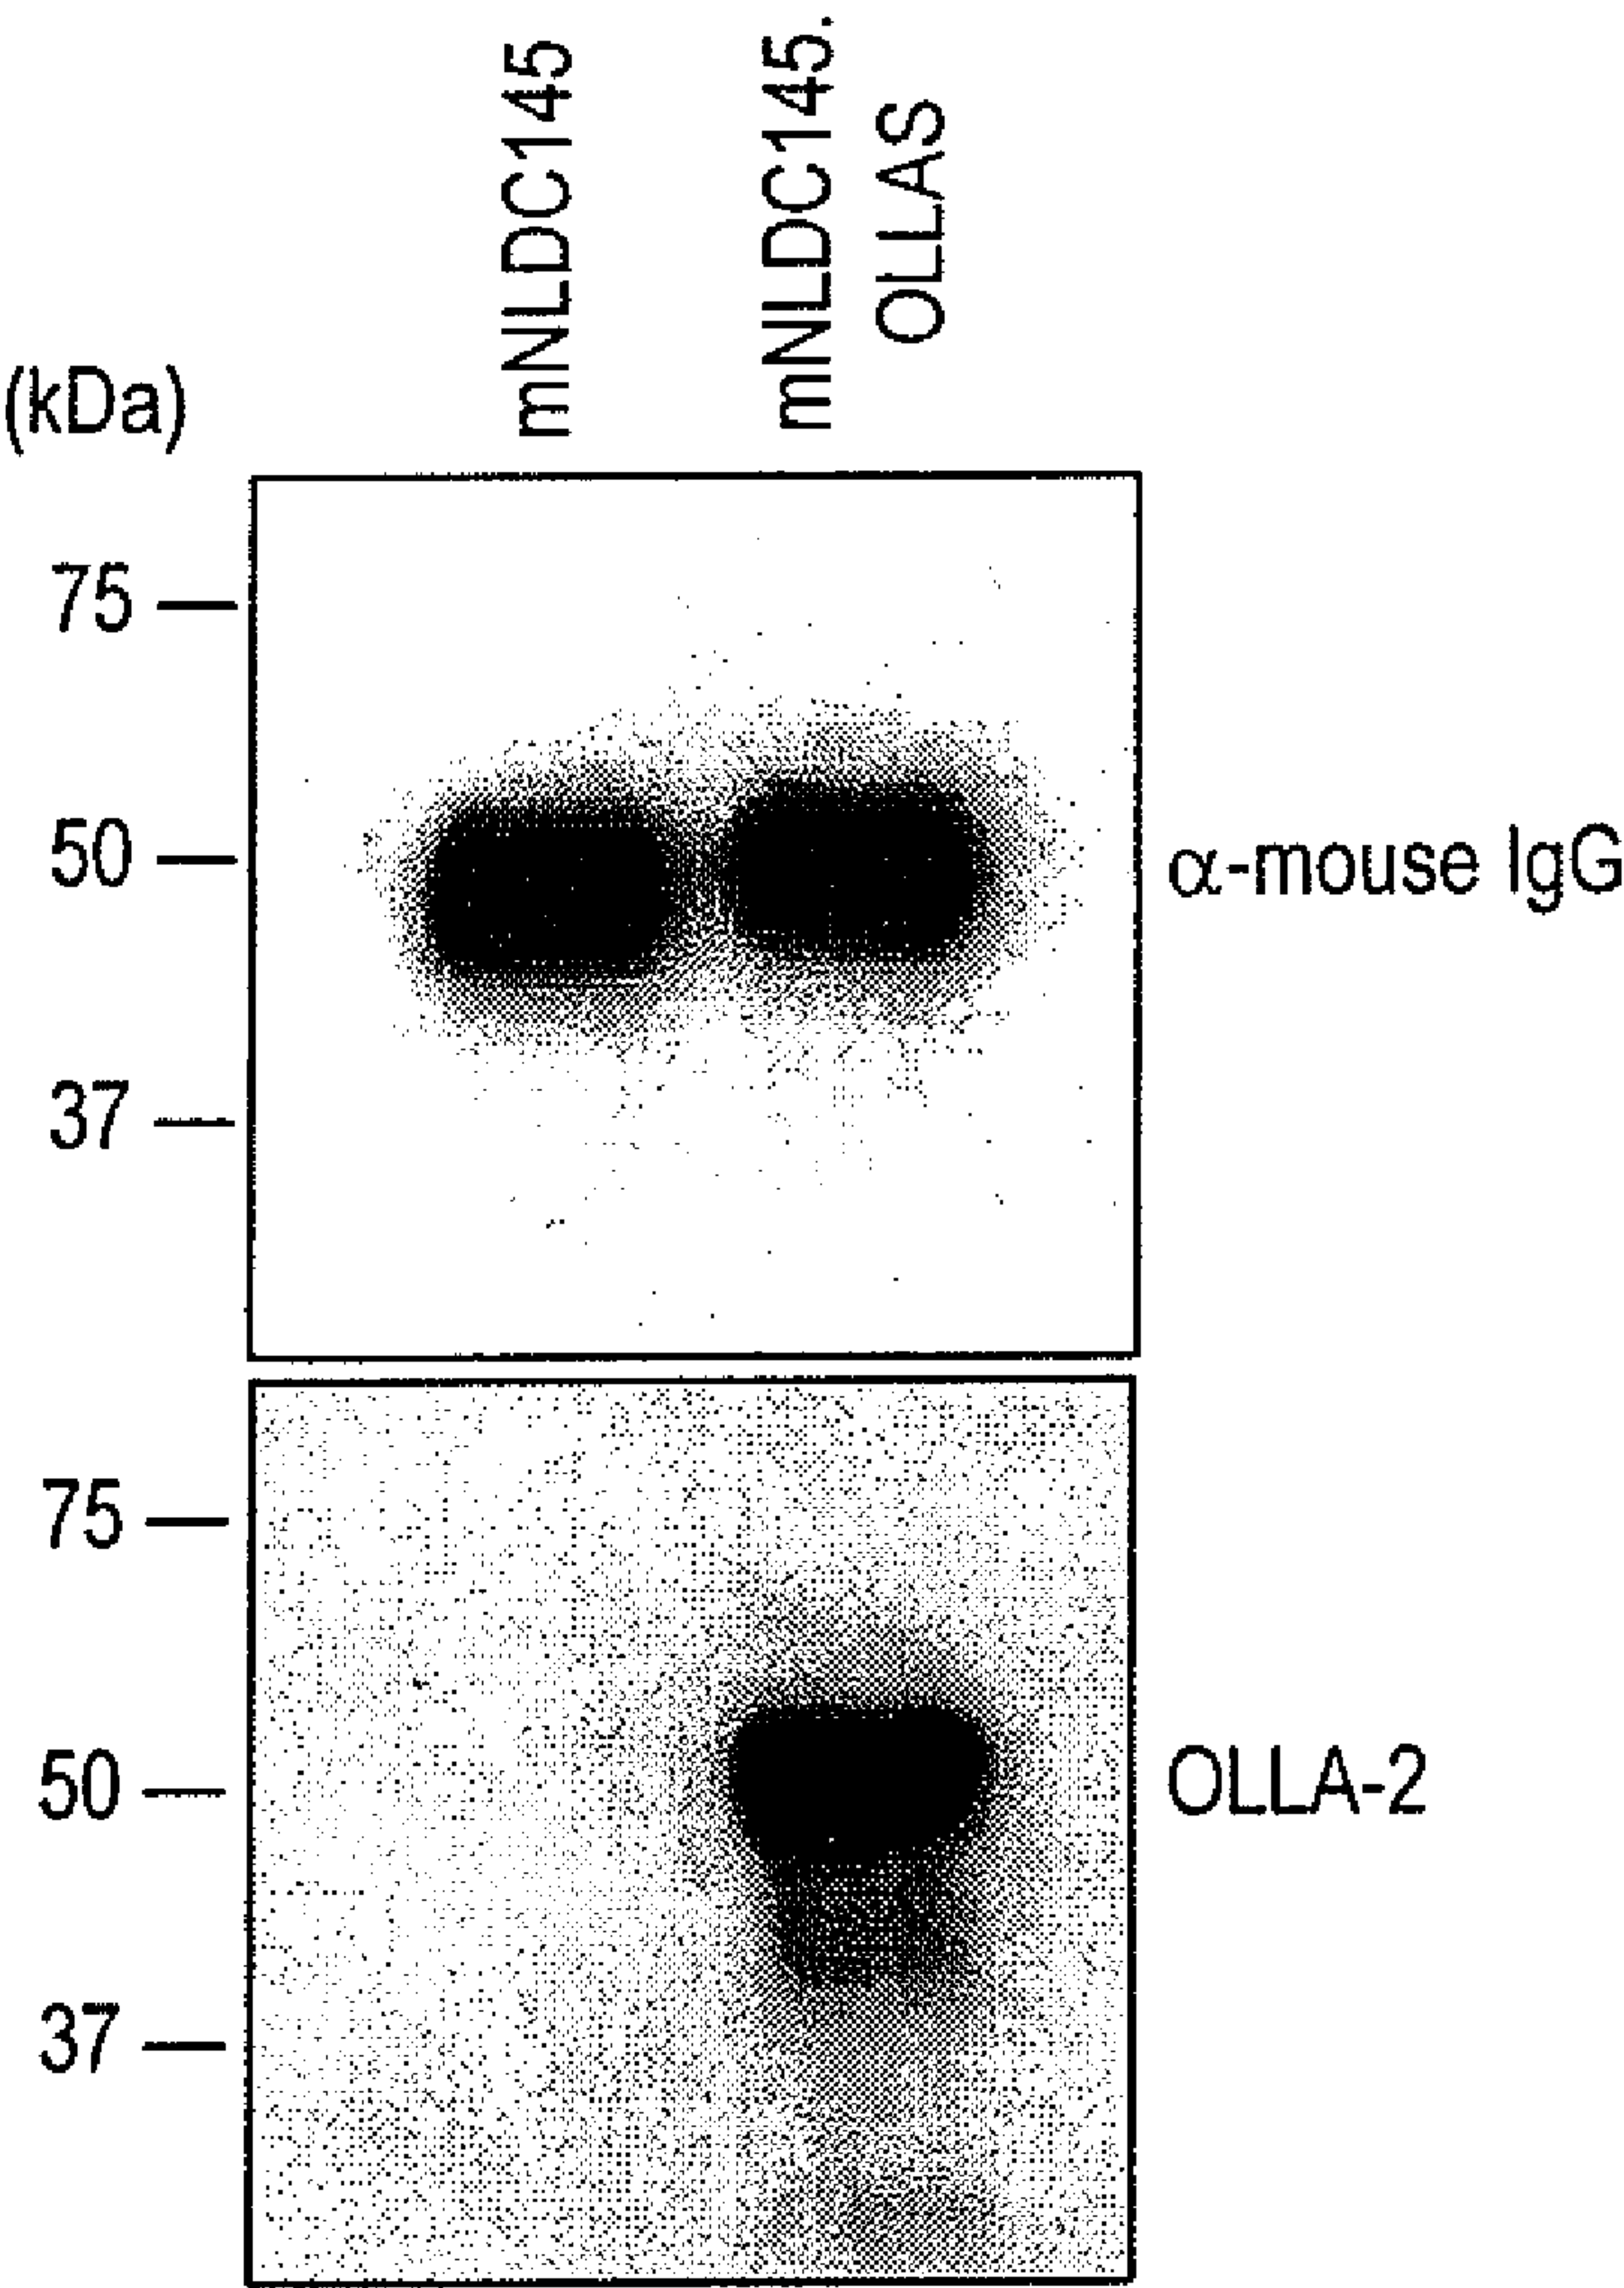 mNLDC145
mNLDC145.
OLLAS
(kDa)
75
50
37
α-mouse IgG
75
50
37
OLLA-2